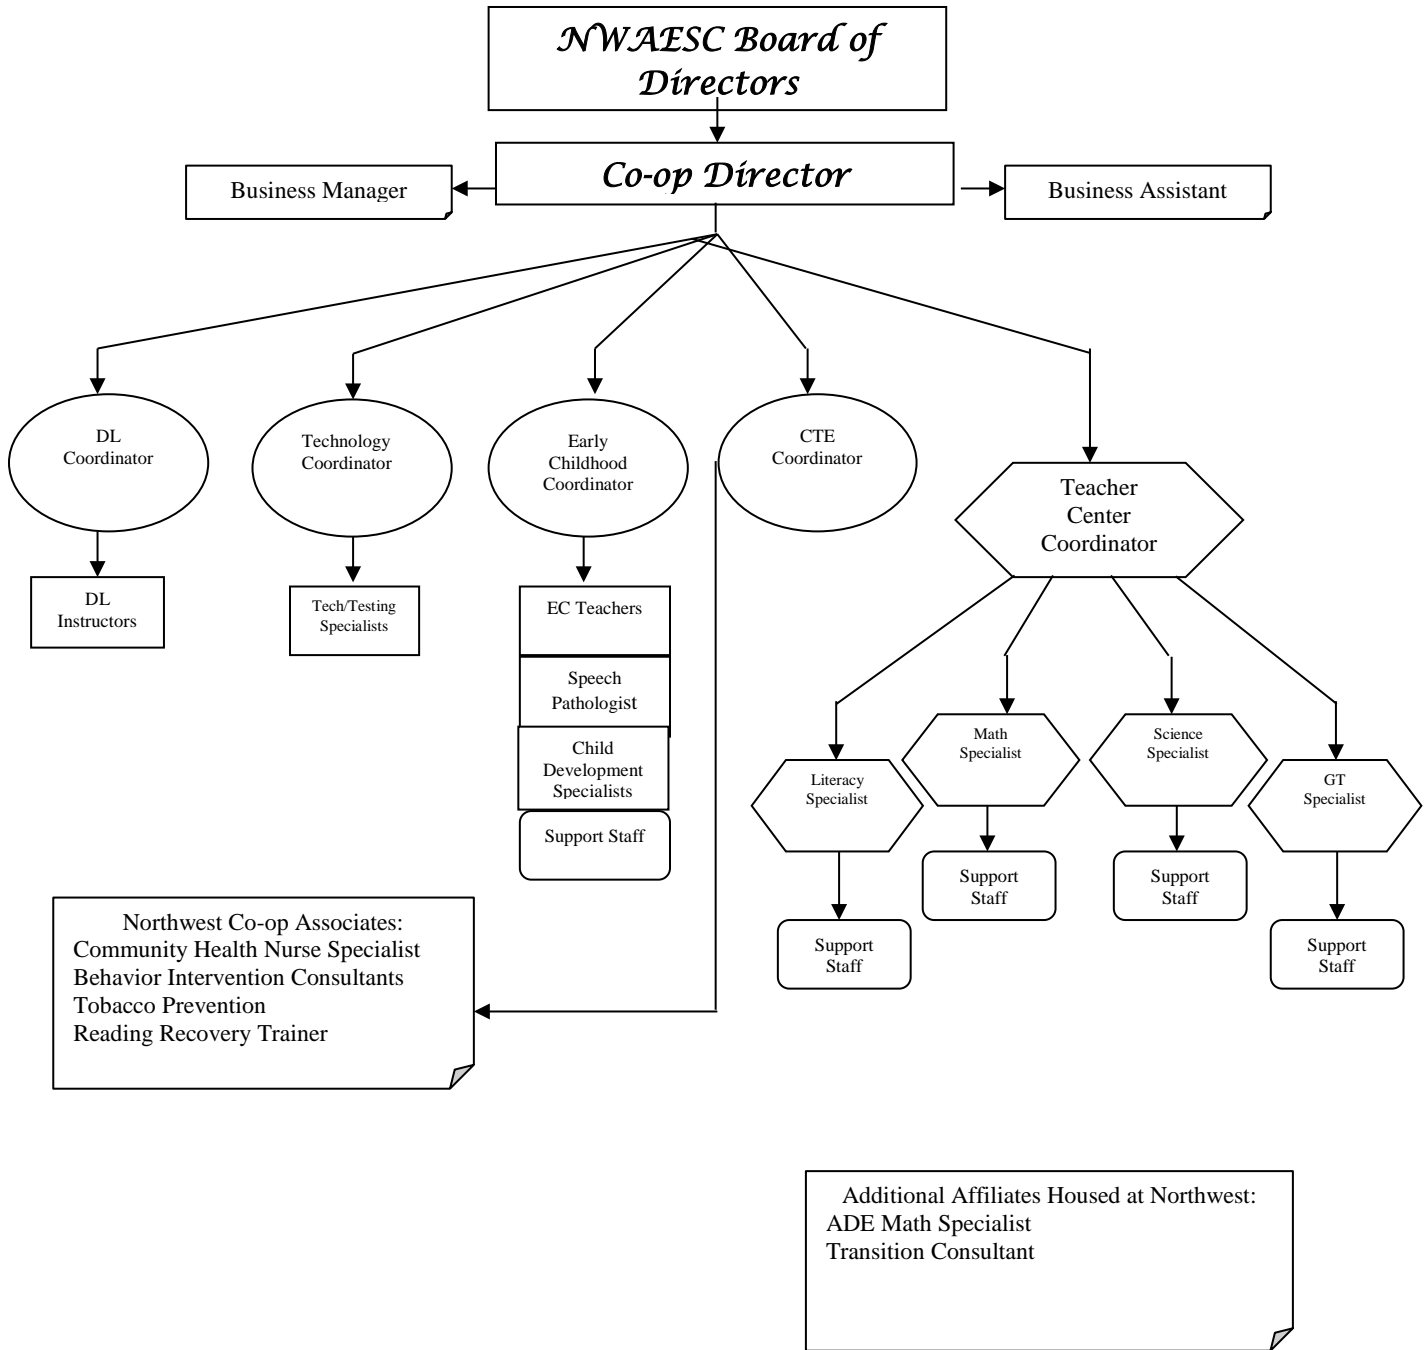 NWAESC Board of
Directors
Co-op Director
Business Manager
Business Assistant
DL
Coordinator
Technology
Coordinator
Early
Childhood
Coordinator
CTE
Coordinator
Teacher
Center
Coordinator
DL
Instructors
Tech/Testing
Specialists
EC Teachers
Speech
Pathologist
Child
Development
Specialists
Support Staff
Literacy
Specialist
Math
Specialist
Science
Specialist
GT
Specialist
Support
Staff
Support
Staff
Support
Staff
Support
Staff
Northwest Co-op Associates:
Community Health Nurse Specialist
Behavior Intervention Consultants
Tobacco Prevention
Reading Recovery Trainer
Additional Affiliates Housed at Northwest:
ADE Math Specialist
Transition Consultant